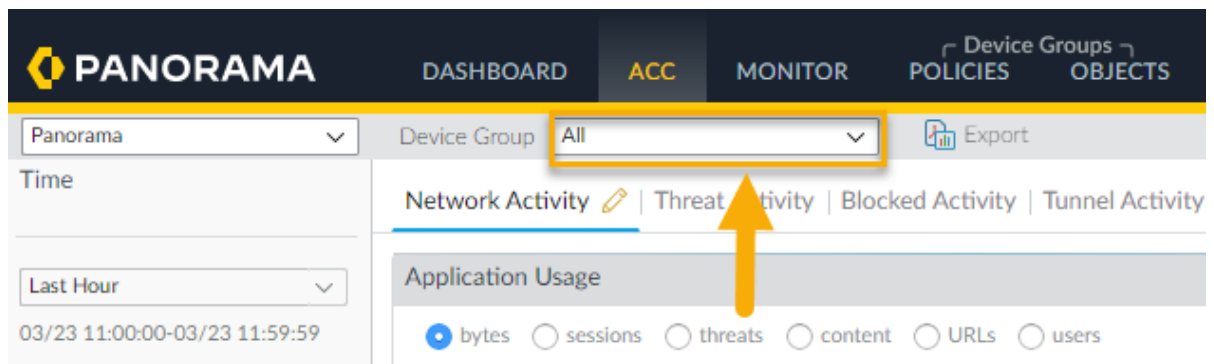 PANORAMA
DASHBOARD ACC MONITOR
Device Groups
POLICIES OBJECTS
Panorama
Device Group All
Export
Time
Network Activity | Threat tivity | Blocked Activity | Tunnel Activity
Last Hour
03/23 11:00:00-03/23 11:59:59
Application Usage
bytes sessions threats content URLs users